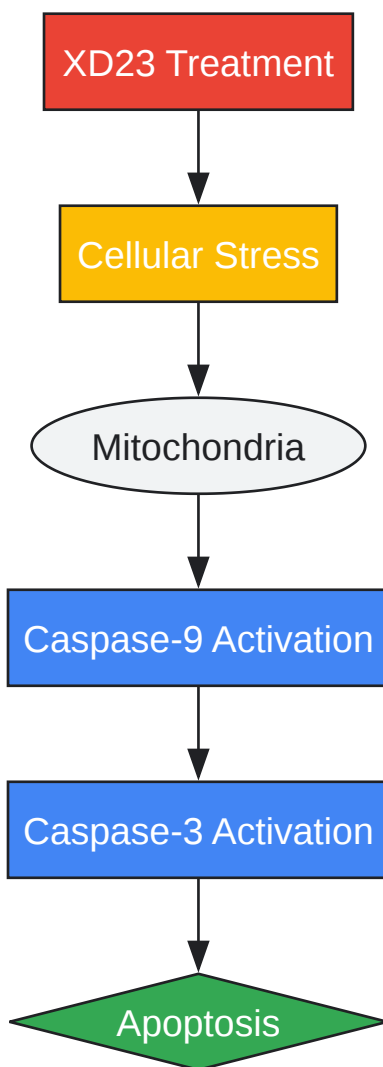 XD23 Treatment
Cellular Stress
Mitochondria
Caspase-9 Activation
Caspase-3 Activation
Apoptosis